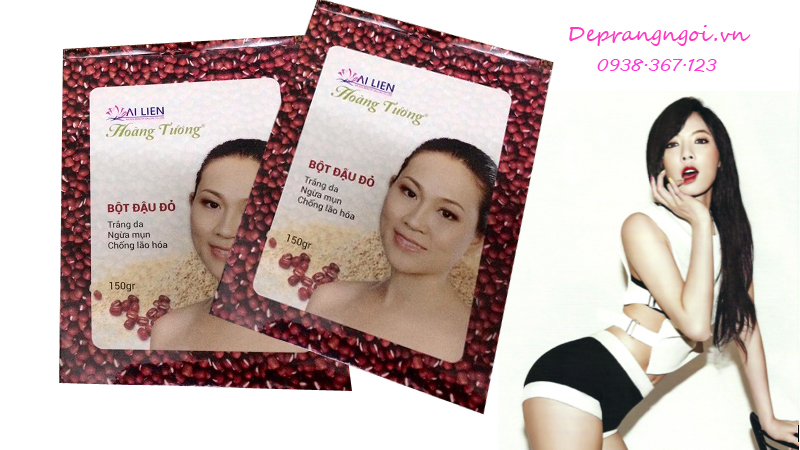 AI LIEN
Hoàng Tường®
BỘT ĐẬU ĐỎ
Trắng da
Ngừa mụn
Chống lão hóa
150gr
AI LIEN
Hoàng Tường®
BỘT ĐẬU ĐỎ
Trắng da
Ngừa mụn
Chống lão hóa
150gr
Deprangngoi.vn
0938·367·123